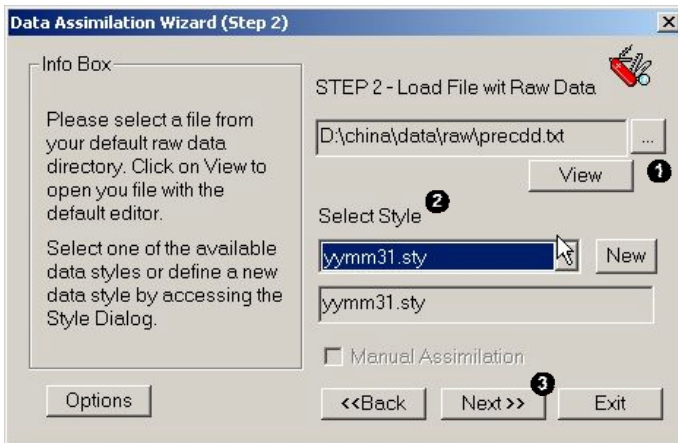 Data Assimilation Wizard (Step 2)
Info Box
Please select a file from
your default raw data
directory. Click on View to
open you file with the
default editor.
Select one of the available
data styles or define a new
data style by accessing the
Style Dialog.
Options
STEP 2 - Load File wit Raw Data
D:\china\data\raw\precdd.txt
...
View
1
Select Style
2
yymm31.sty
New
yymm31.sty
Manual Assimilation
<<Back
Next >>
3
Exit